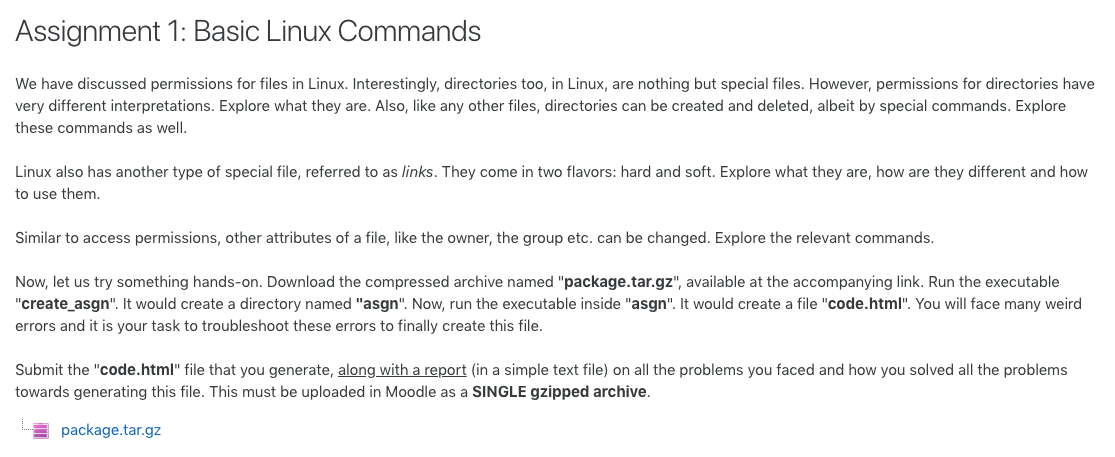 Assignment 1: Basic Linux Commands
We have discussed permissions for files in Linux. Interestingly, directories too, in Linux, are nothing but special files. However, permissions for directories have
very different interpretations. Explore what they are. Also, like any other files, directories can be created and deleted, albeit by special commands. Explore
these commands as well.
Linux also has another type of special file, referred to as links. They come in two flavors: hard and soft. Explore what they are, how are they different and how
to use them.
Similar to access permissions, other attributes of a file, like the owner, the group etc. can be changed. Explore the relevant commands.
Now, let us try something hands-on. Download the compressed archive named "package.tar.gz", available at the accompanying link. Run the executable
"create_asgn". It would create a directory named "asgn". Now, run the executable inside "asgn". It would create a file "code.html". You will face many weird
errors and it is your task to troubleshoot these errors to finally create this file.
Submit the "code.html" file that you generate, along with a report (in a simple text file) on all the problems you faced and how you solved all the problems
towards generating this file. This must be uploaded in Moodle as a SINGLE gzipped archive.
package.tar.gz